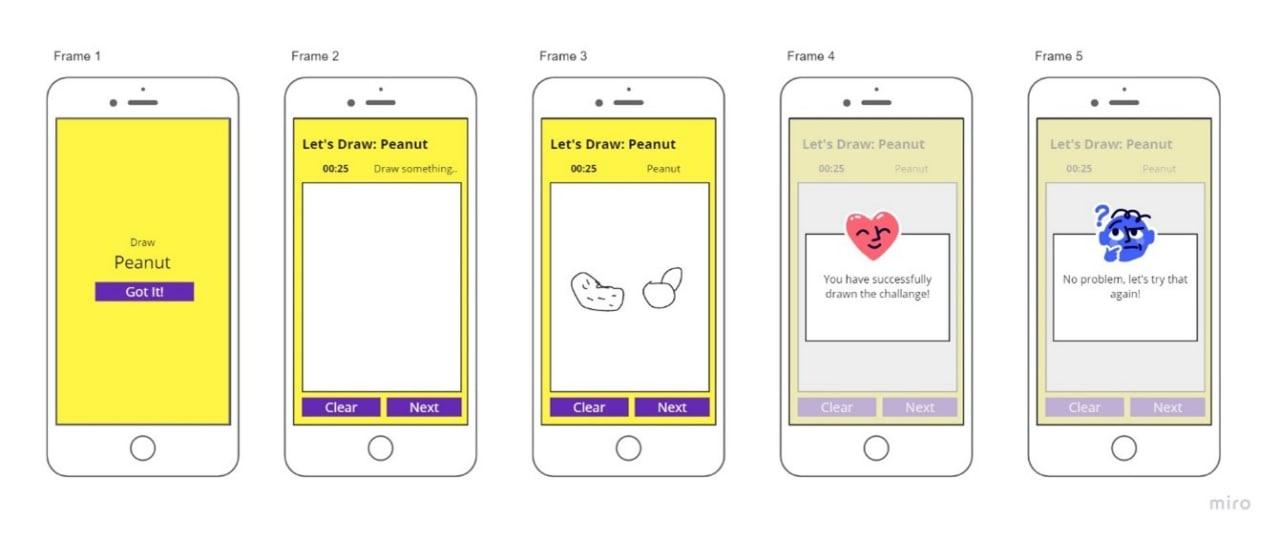 Frame 1
Draw
Peanut
Got It!
Frame 2
Let's Draw: Peanut
00:25 Draw something..
Clear Next
Frame 3
Let's Draw: Peanut
00:25 Peanut
Clear Next
Frame 4
Let's Draw: Peanut
00:25 Peanut
You have successfully
drawn the challange!
Clear Next
Frame 5
Let's Draw: Peanut
00:25 Peanut
?
No problem, let's try that
again!
Clear Next
miro